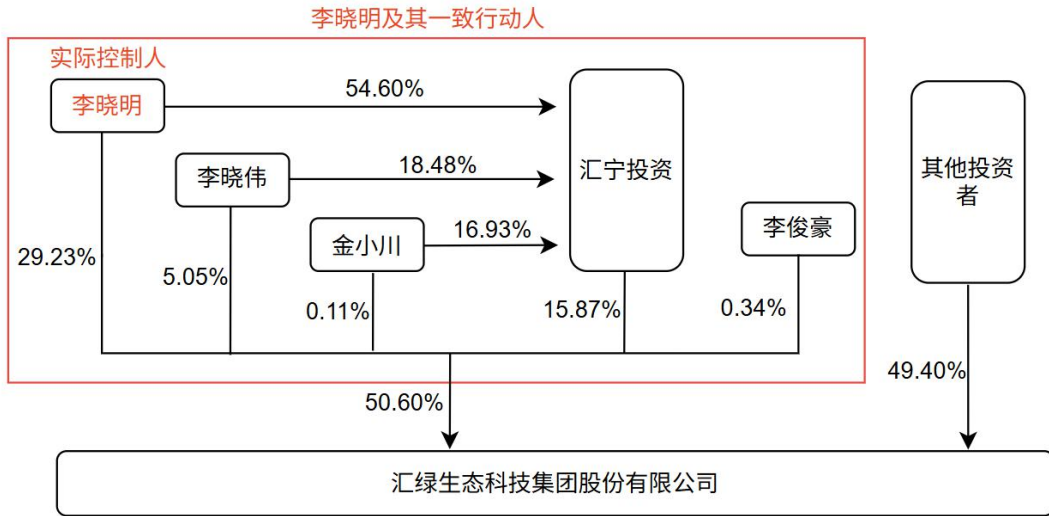 李晓明及其一致行动人
实际控制人
李晓明
54.60%
李晓伟
18.48%
汇宁投资
其他投资
者
金小川
16.93%
李俊豪
29.23%
5.05%
0.11%
15.87%
0.34%
50.60%
49.40%
汇绿生态科技集团股份有限公司